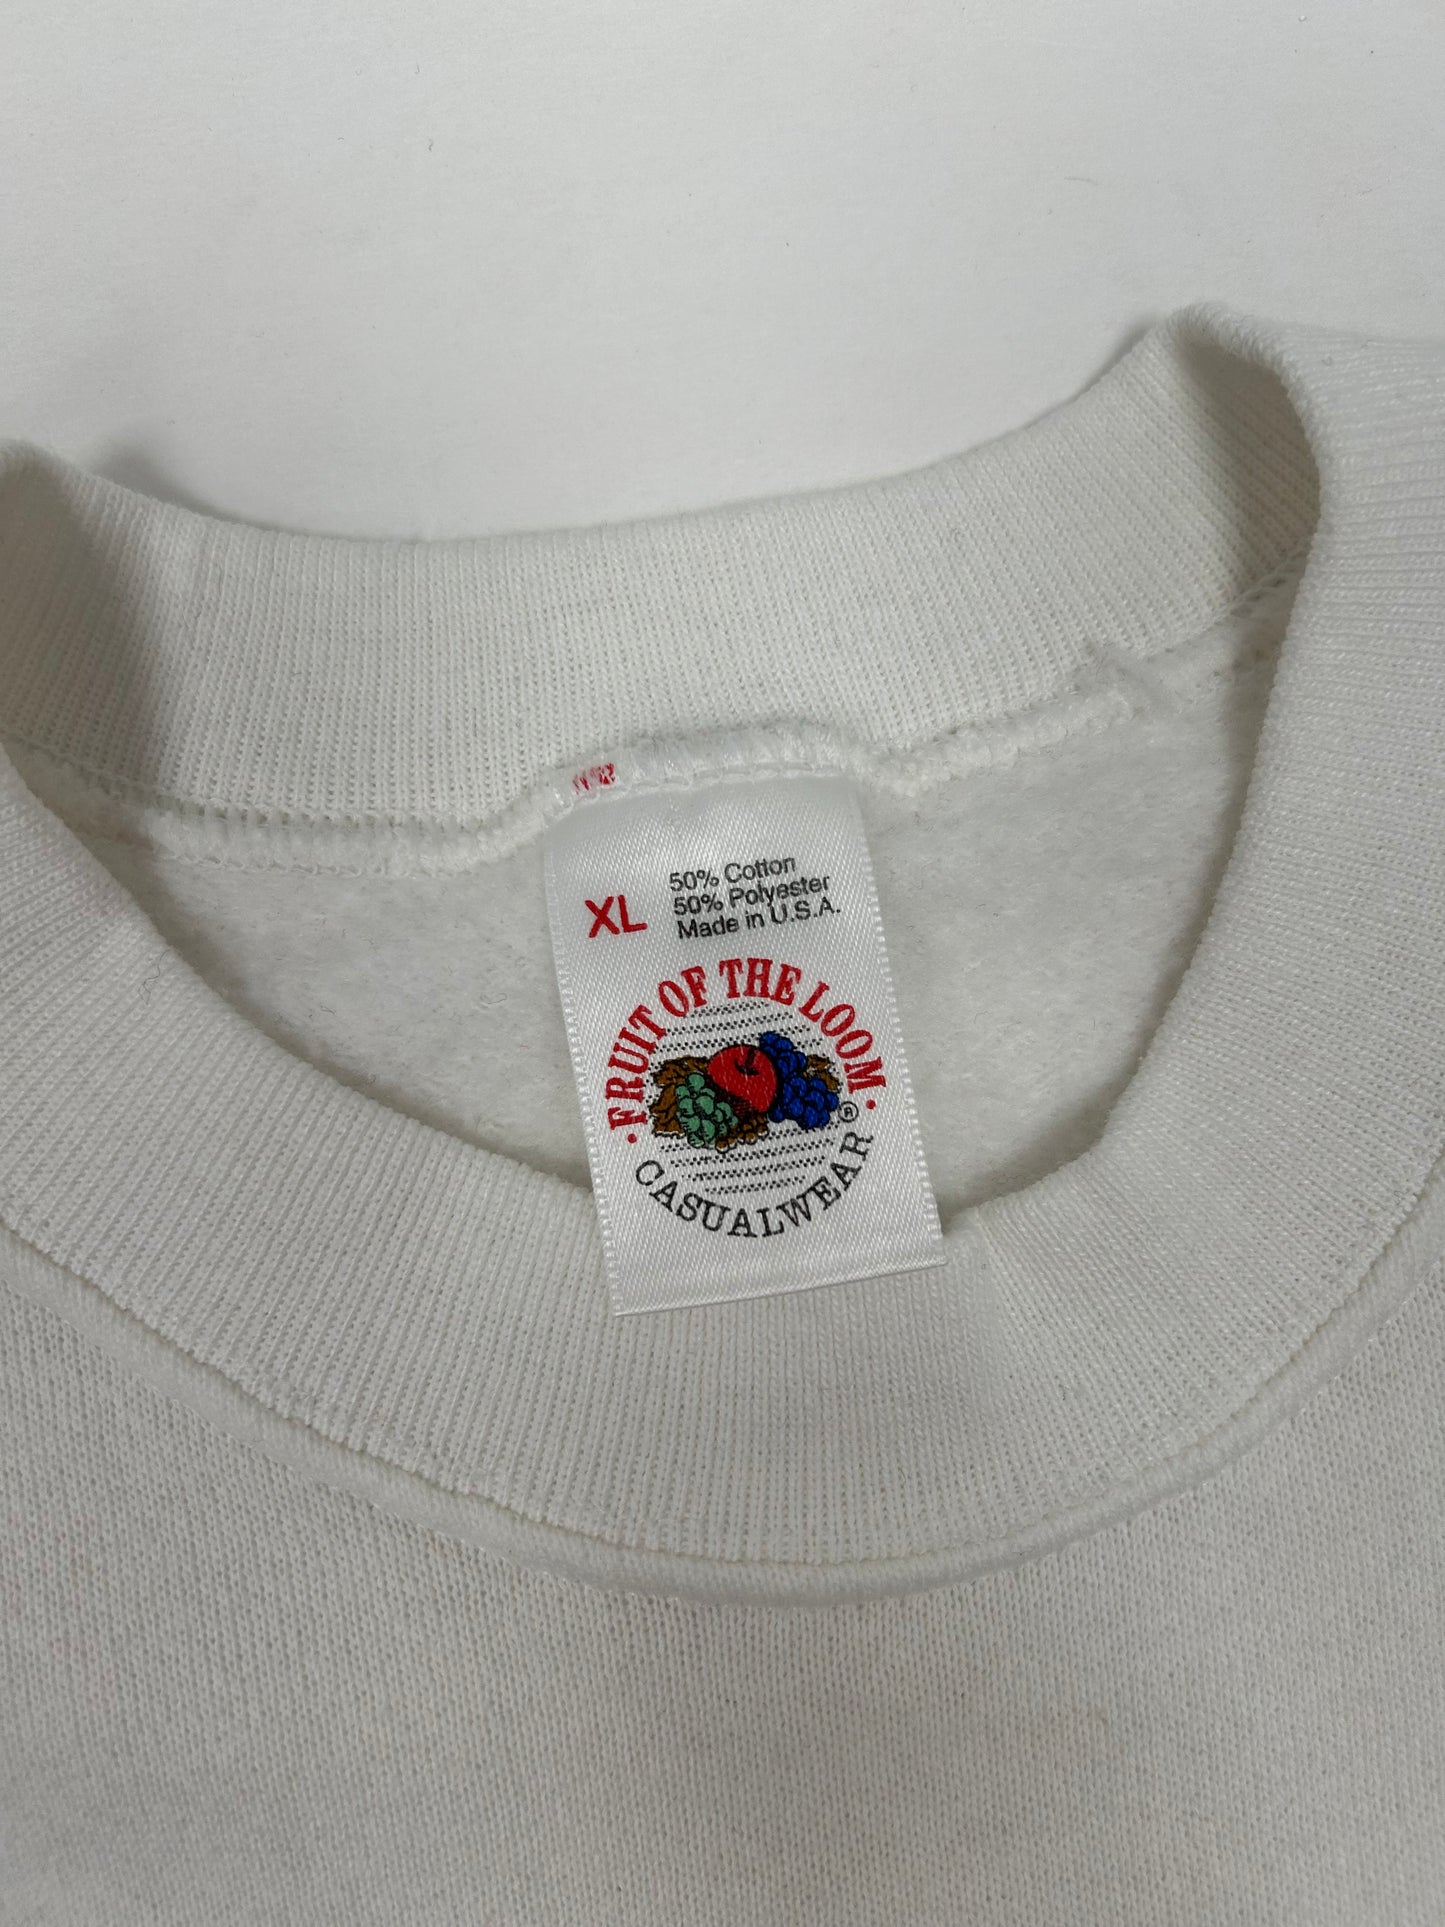 XL
50% Cotton
50% Polyester
Made in U.S.A.
· FRUIT OF THE LOOM ·
®
CASUALWEAR